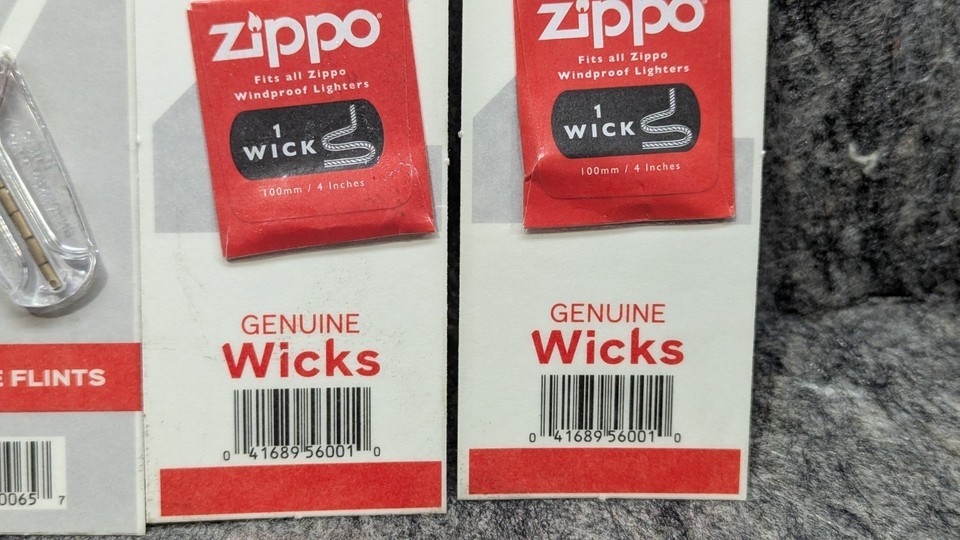 zippo
Fits all Zippo
Windproof Lighters
1
WICK
100mm / 4 Inches
GENUINE
Wicks
0 41689 56001 0
zippo
Fits all Zippo
Windproof Lighters
1
WICK
100mm / 4 Inches
GENUINE
Wicks
0 41689 56001 0
E FLINTS
0065 7